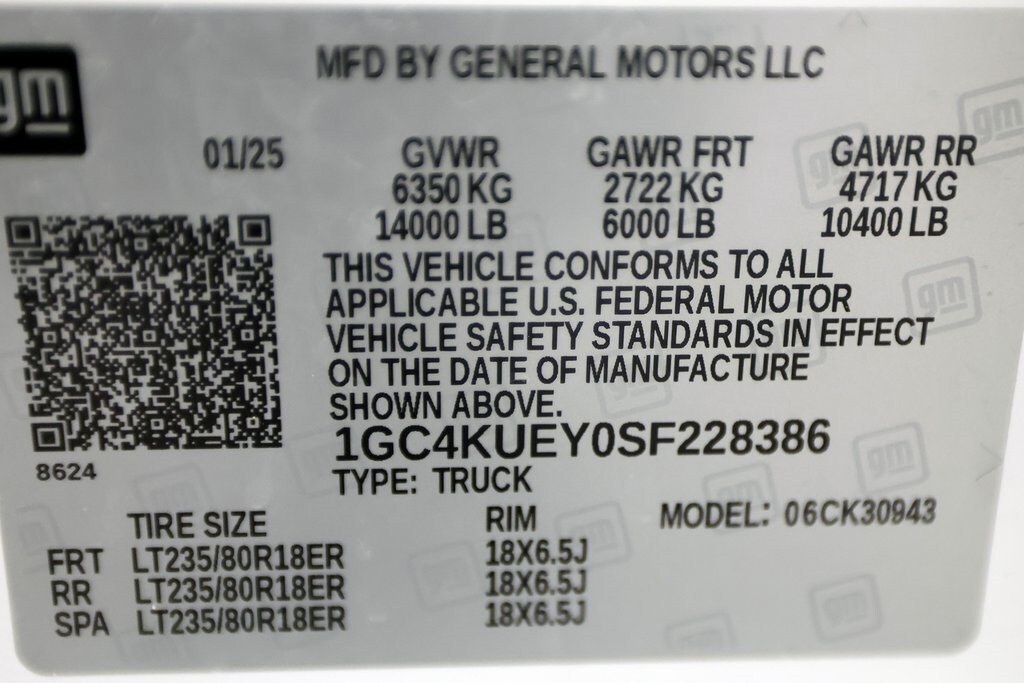 gm
MFD BY GENERAL MOTORS LLC
01/25 GVWR GAWR FRT GAWR RR
6350 KG 2722 KG 4717 KG
14000 LB 6000 LB 10400 LB
THIS VEHICLE CONFORMS TO ALL
APPLICABLE U.S. FEDERAL MOTOR
VEHICLE SAFETY STANDARDS IN EFFECT
ON THE DATE OF MANUFACTURE
SHOWN ABOVE.
1GC4KUEY0SF228386
8624
TYPE: TRUCK
TIRE SIZE RIM MODEL: 06CK30943
FRT LT235/80R18ER 18X6.5J
RR LT235/80R18ER 18X6.5J
SPA LT235/80R18ER 18X6.5J